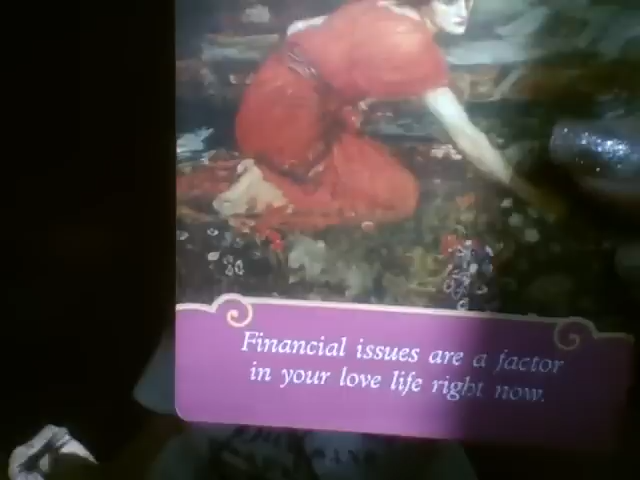 Financial issues are a factor
in your love life right now.